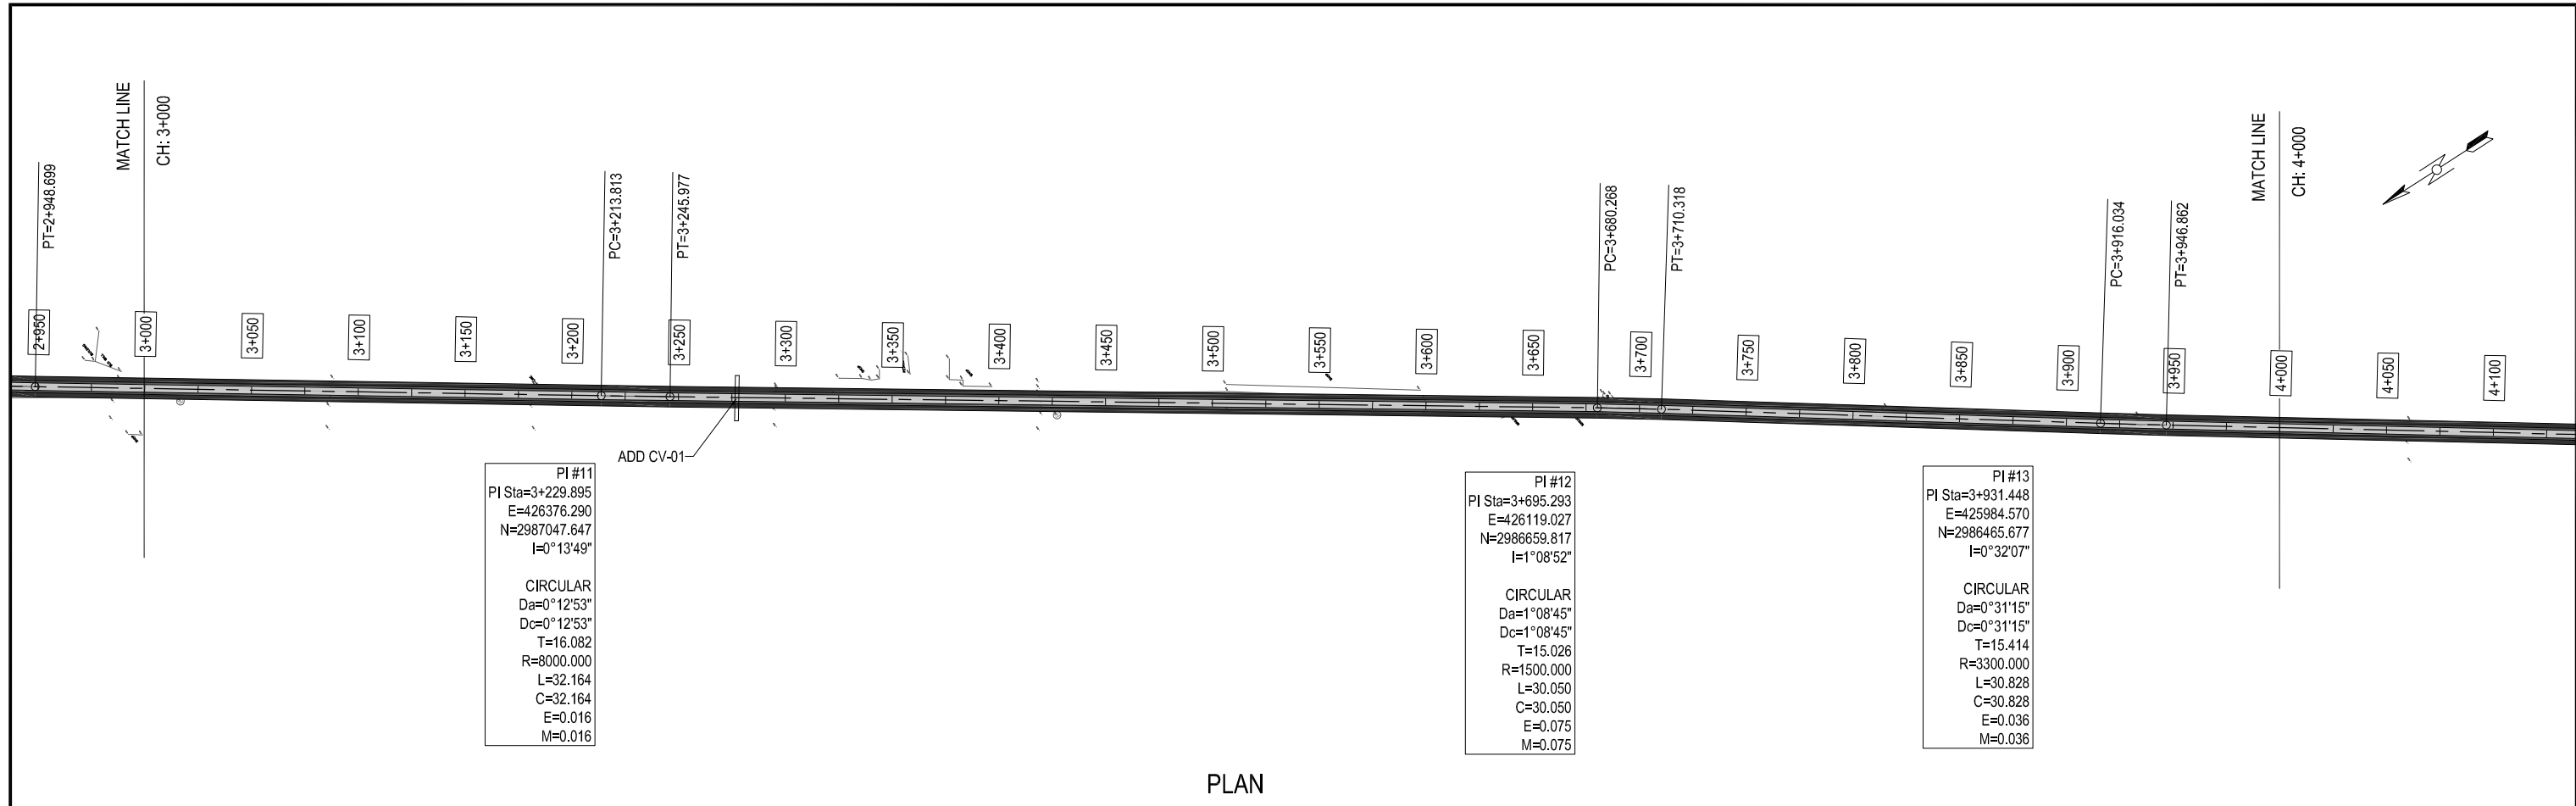 MATCH LINE
CH: 3+000
MATCH LINE
CH: 4+000
PT=2+948.699
PC=3+213.813
PT=3+245.977
PC=3+680.268
PT=3+710.318
PC=3+916.034
PT=3+946.862
2+950
3+000
3+050
3+100
3+150
3+200
3+250
3+300
3+350
3+400
3+450
3+500
3+550
3+600
3+650
3+700
3+750
3+800
3+850
3+900
3+950
4+000
4+050
4+100
ADD CV-01
PI #11
PI Sta=3+229.895
E=426376.290
N=2987047.647
I=0°13'49"
CIRCULAR
Da=0°12'53"
Dc=0°12'53"
T=16.082
R=8000.000
L=32.164
C=32.164
E=0.016
M=0.016
PI #12
PI Sta=3+695.293
E=426119.027
N=2986659.817
I=1°08'52"
CIRCULAR
Da=1°08'45"
Dc=1°08'45"
T=15.026
R=1500.000
L=30.050
C=30.050
E=0.075
M=0.075
PI #13
PI Sta=3+931.448
E=425984.570
N=2986465.677
I=0°32'07"
CIRCULAR
Da=0°31'15"
Dc=0°31'15"
T=15.414
R=3300.000
L=30.828
C=30.828
E=0.036
M=0.036
PLAN